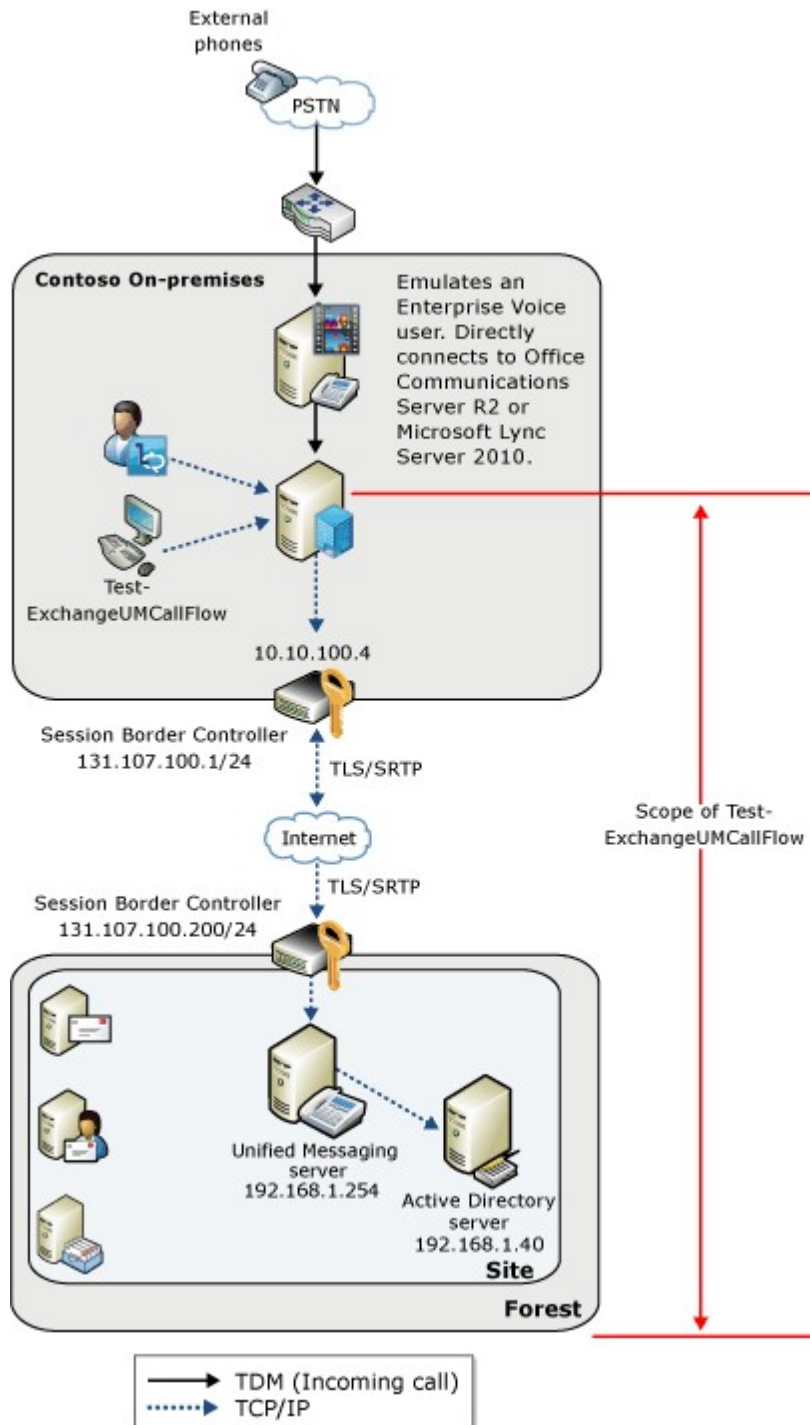 External
phones
PSTN
Contoso On-premises
Emulates an
Enterprise Voice
user. Directly
connects to Office
Communications
Server R2 or
Microsoft Lync
Server 2010.
Test-
ExchangeUMCallFlow
10.10.100.4
Session Border Controller
131.107.100.1/24
TLS/SRTP
Scope of Test-
ExchangeUMCallFlow
Internet
TLS/SRTP
Session Border Controller
131.107.100.200/24
Unified Messaging
server
192.168.1.254
Active Directory
server
192.168.1.40
Site
Forest
TDM (Incoming call)
TCP/IP